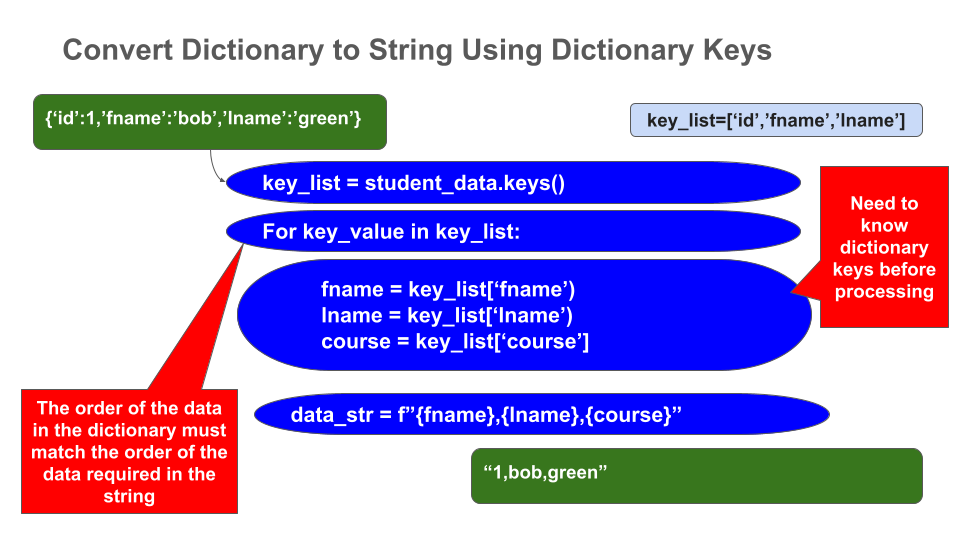 Convert Dictionary to String Using Dictionary Keys
{‘id’:1,’fname’:’bob’,’lname’:’green’}
key_list=[‘id’,’fname’,’lname’]
key_list = student_data.keys()
For key_value in key_list:
Need to
know
dictionary
keys before
processing
fname = key_list[‘fname’)
lname = key_list[‘lname’)
course = key_list[‘course’]
The order of the data
in the dictionary must
match the order of the
data required in the
string
data_str = f”{fname},{lname},{course}”
“1,bob,green”